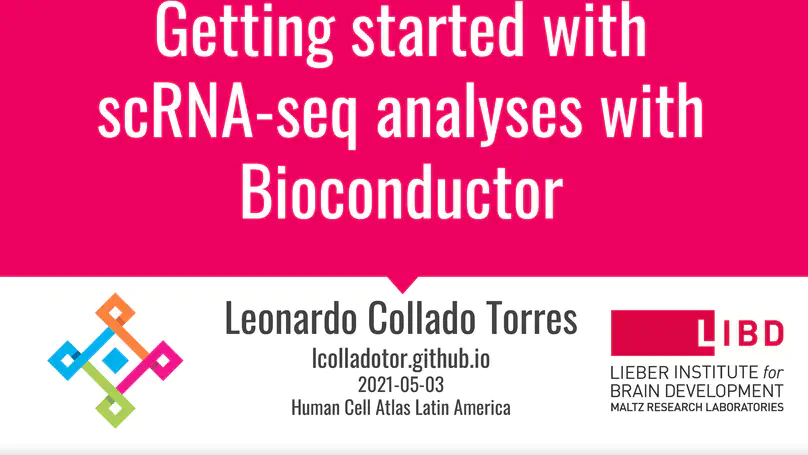 Getting started with
scRNA-seq analyses with
Bioconductor
Leonardo Collado Torres
lcolladotor.github.io
2021-05-03
Human Cell Atlas Latin America
LIBD
LIEBER INSTITUTE for
BRAIN DEVELOPMENT
MALTZ RESEARCH LABORATORIES